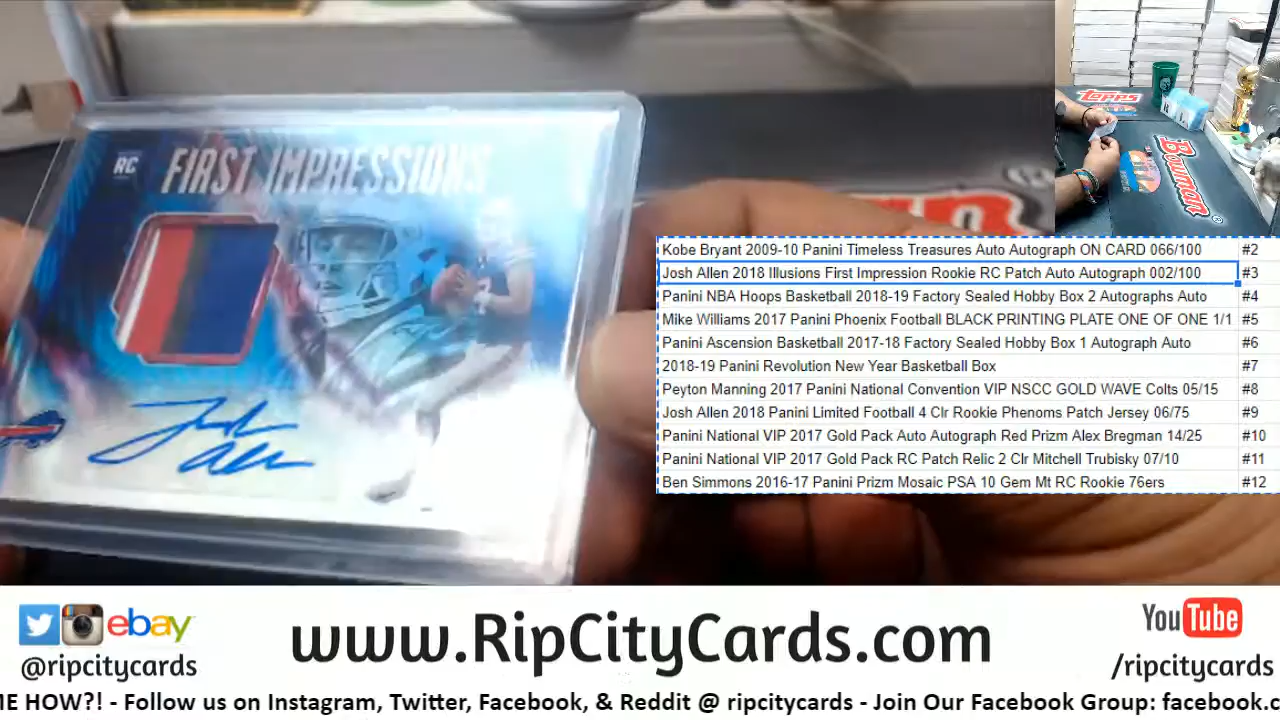 RC
FIRST IMPRESSIONS
Josh Allen
Topps
Bowman
Kobe Bryant 2009-10 Panini Timeless Treasures Auto Autograph ON CARD 066/100 #2
Josh Allen 2018 Illusions First Impression Rookie RC Patch Auto Autograph 002/100 #3
Panini NBA Hoops Basketball 2018-19 Factory Sealed Hobby Box 2 Autographs Auto #4
Mike Williams 2017 Panini Phoenix Football BLACK PRINTING PLATE ONE OF ONE 1/1 #5
Panini Ascension Basketball 2017-18 Factory Sealed Hobby Box 1 Autograph Auto #6
2018-19 Panini Revolution New Year Basketball Box #7
Peyton Manning 2017 Panini National Convention VIP NSCC GOLD WAVE Colts 05/15 #8
Josh Allen 2018 Panini Limited Football 4 Clr Rookie Phenoms Patch Jersey 06/75 #9
Panini National VIP 2017 Gold Pack Auto Autograph Red Prizm Alex Bregman 14/25 #10
Panini National VIP 2017 Gold Pack RC Patch Relic 2 Clr Mitchell Trubisky 07/10 #11
Ben Simmons 2016-17 Panini Prizm Mosaic PSA 10 Gem Mt RC Rookie 76ers #12
ebay
@ripcitycards
www.RipCityCards.com
YouTube
/ripcitycards
ME HOW?! - Follow us on Instagram, Twitter, Facebook, & Reddit @ ripcitycards - Join Our Facebook Group: facebook.c